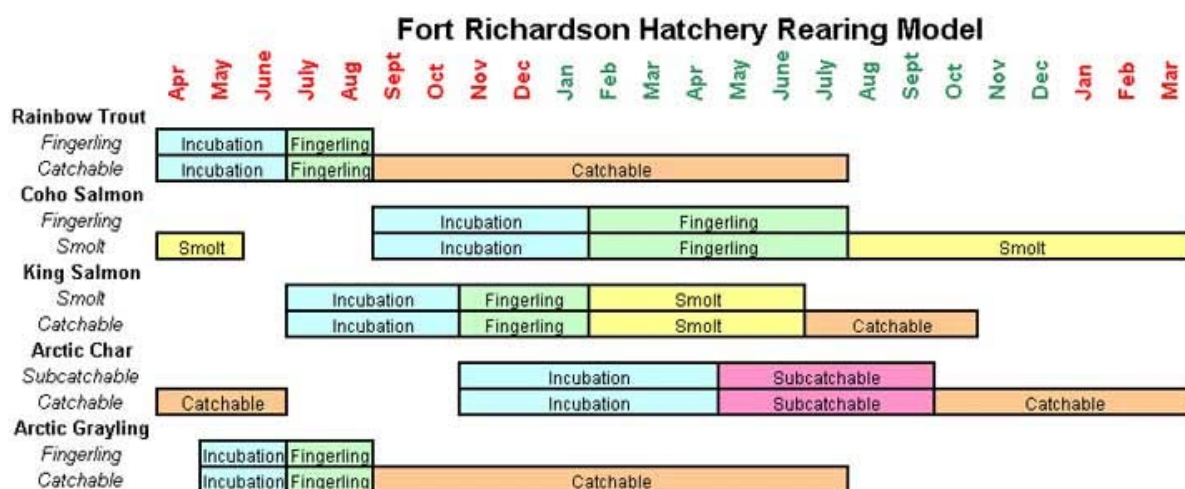 Fort Richardson Hatchery Rearing Model
Apr May June July Aug Sept Oct Nov Dec Jan Feb Mar Apr May June July Aug Sept Oct Nov Dec Jan Feb Mar
Rainbow Trout
Fingerling Incubation Fingerling
Catchable Incubation Fingerling Catchable
Coho Salmon
Fingerling Incubation Fingerling
Smolt Smolt Incubation Fingerling Smolt
King Salmon
Smolt Incubation Fingerling Smolt
Catchable Incubation Fingerling Smolt Catchable
Arctic Char
Subcatchable Incubation Subcatchable
Catchable Catchable Incubation Subcatchable Catchable
Arctic Grayling
Fingerling Incubation Fingerling
Catchable Incubation Fingerling Catchable